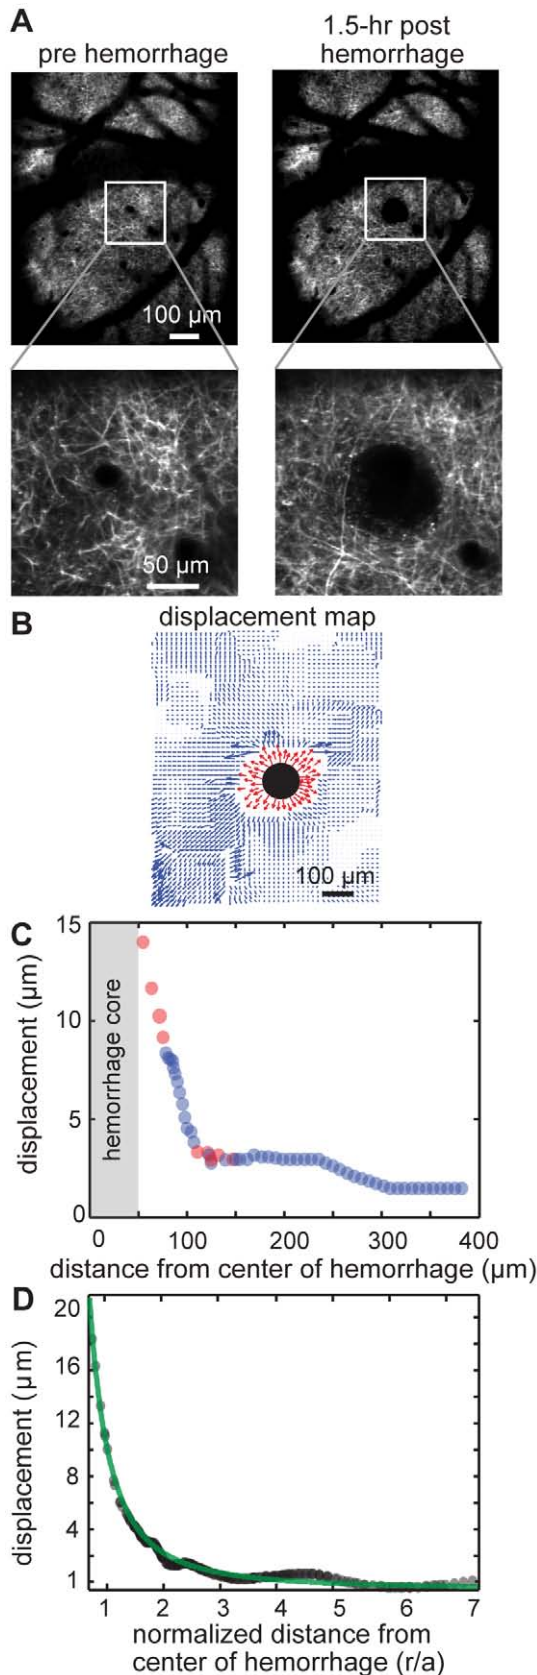 A
pre hemorrhage
1.5-hr post
hemorrhage
100 µm
50 µm
B
displacement map
100 µm
C
15
10
5
0
displacement (µm)
hemorrhage core
0 100 200 300 400
distance from center of hemorrhage (µm)
D
20
16
12
8
4
1
displacement (µm)
1 2 3 4 5 6 7
normalized distance from
center of hemorrhage (r/a)